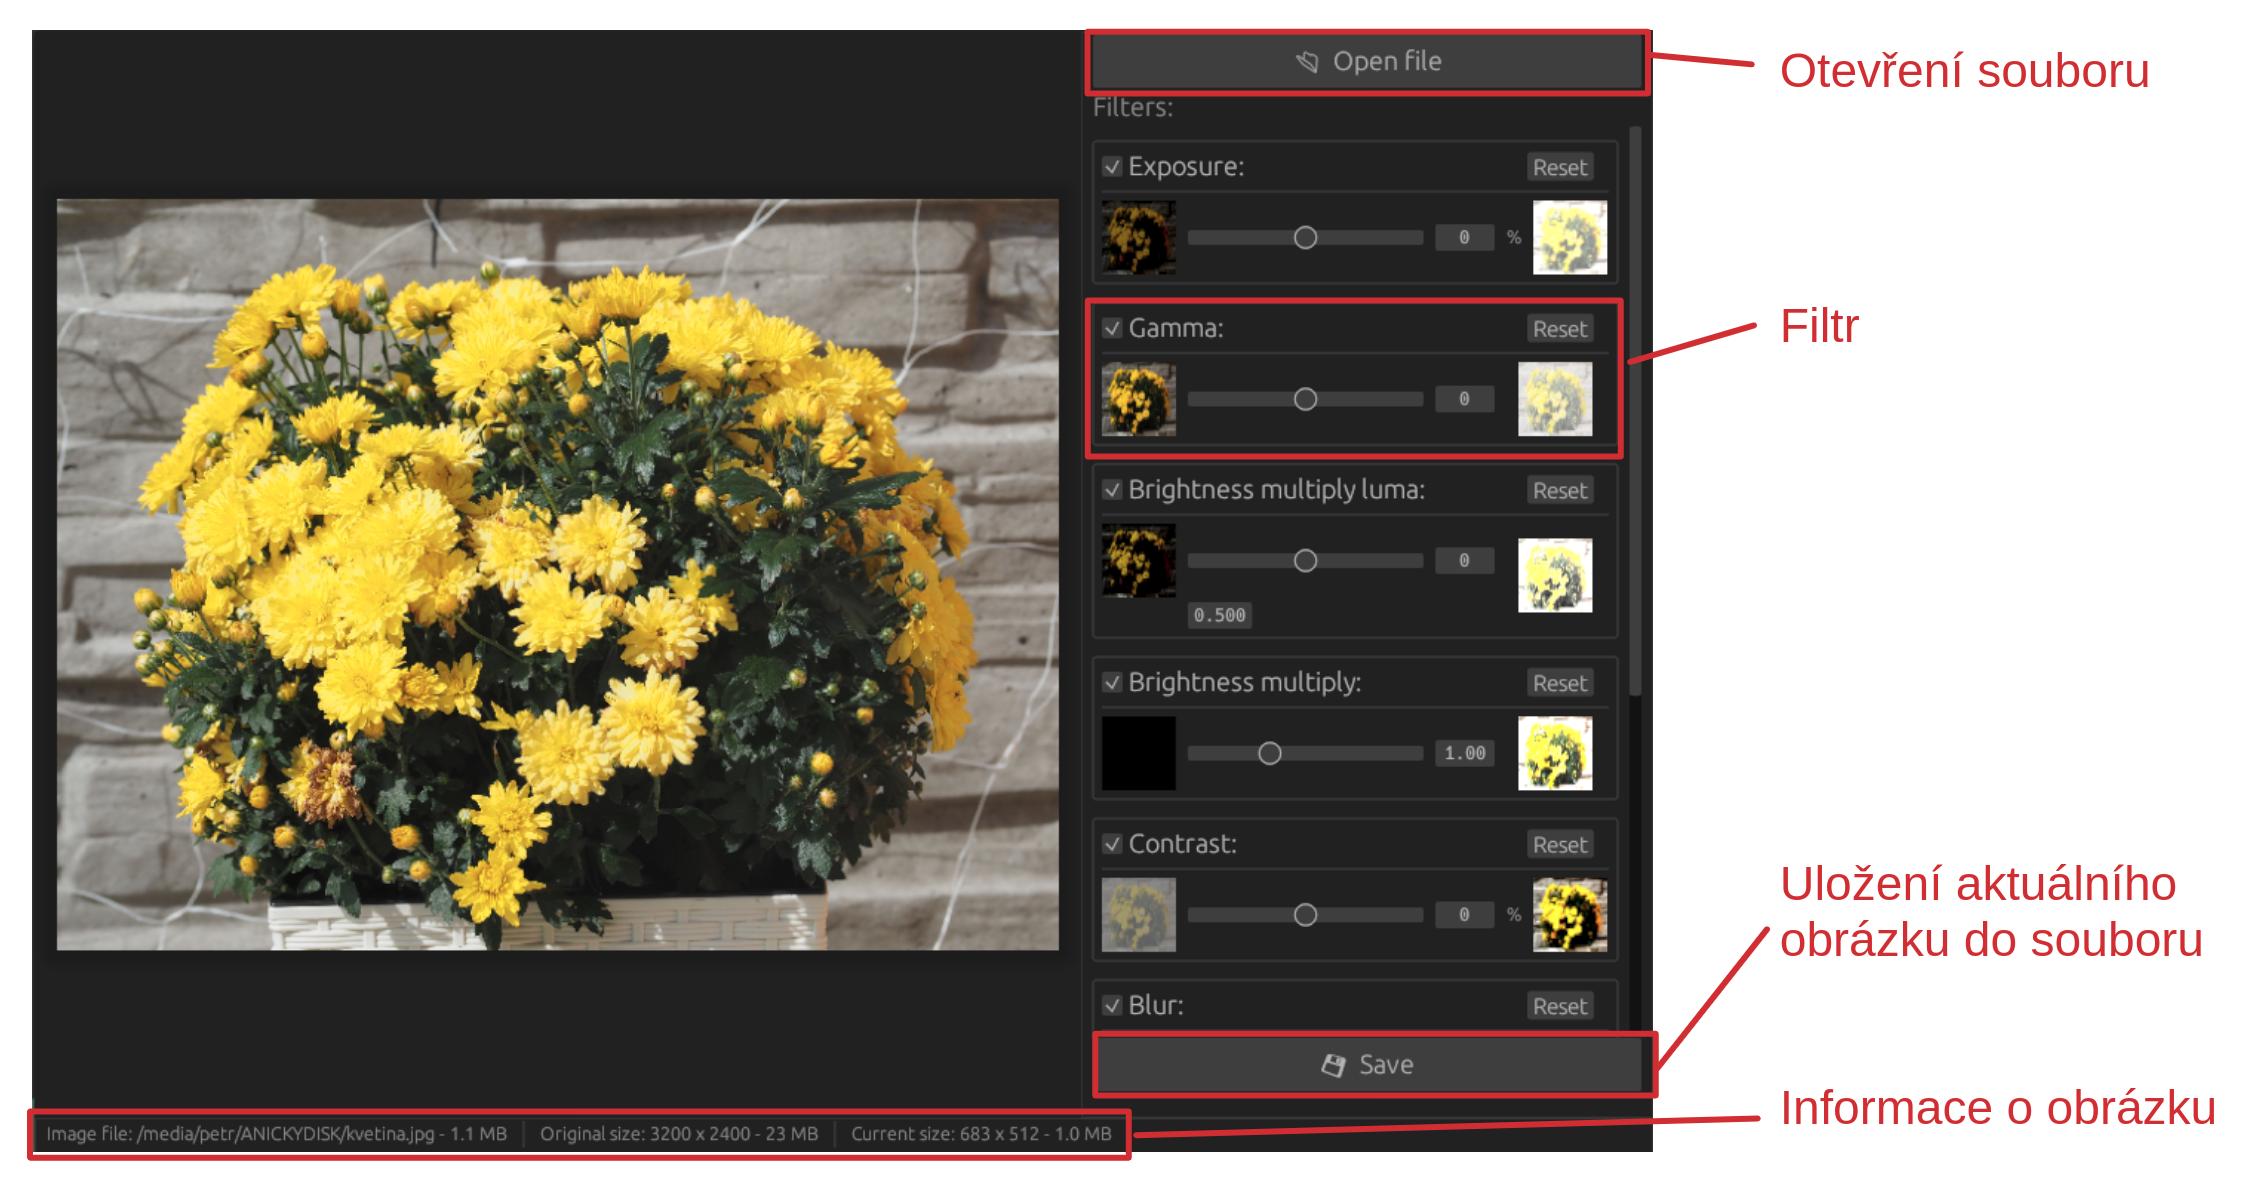 Open file
Otevření souboru
Filters:
Exposure:
Reset
0 %
Gamma:
Reset
Filtr
0
Brightness multiply luma:
Reset
0
0.500
Brightness multiply:
Reset
1.00
Contrast:
Reset
0 %
Uložení aktuálního
obrázku do souboru
Blur:
Reset
Save
Informace o obrázku
Image file: /media/petr/ANICKYDISK/kvetina.jpg - 1.1 MB
Original size: 3200 x 2400 - 23 MB
Current size: 683 x 512 - 1.0 MB